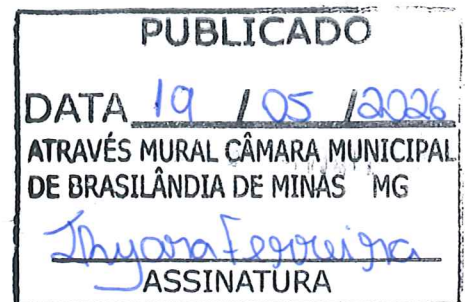 PUBLICADO
DATA 19 / 05 / 2026
ATRAVÉS MURAL CÂMARA MUNICIPAL
DE BRASILÂNDIA DE MINAS MG
Thyara Ferreira
ASSINATURA